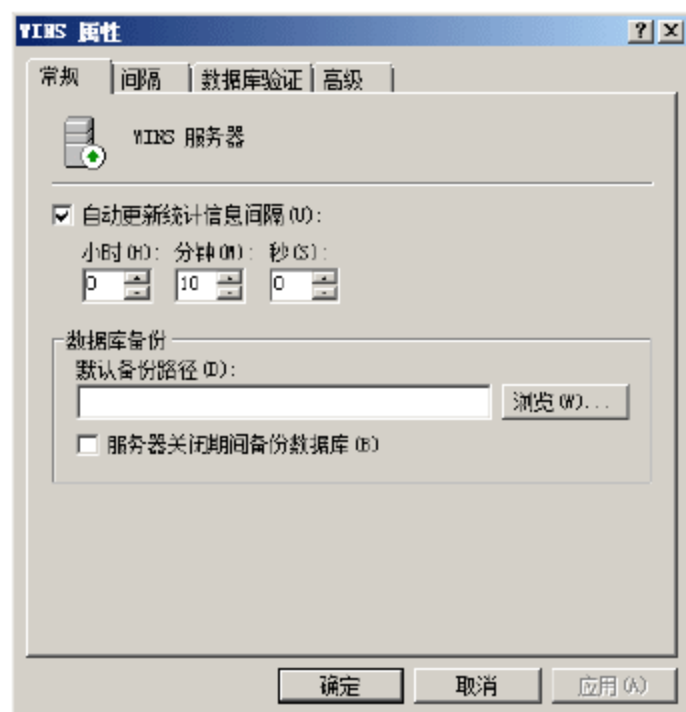 WINS 属性
常规 间隔 数据库验证 高级
WINS 服务器
自动更新统计信息间隔(U):
小时(H): 分钟(M): 秒(S):
0 10 0
数据库备份
默认备份路径(D):
浏览(W)...
服务器关闭期间备份数据库(B)
确定 取消 应用(A)